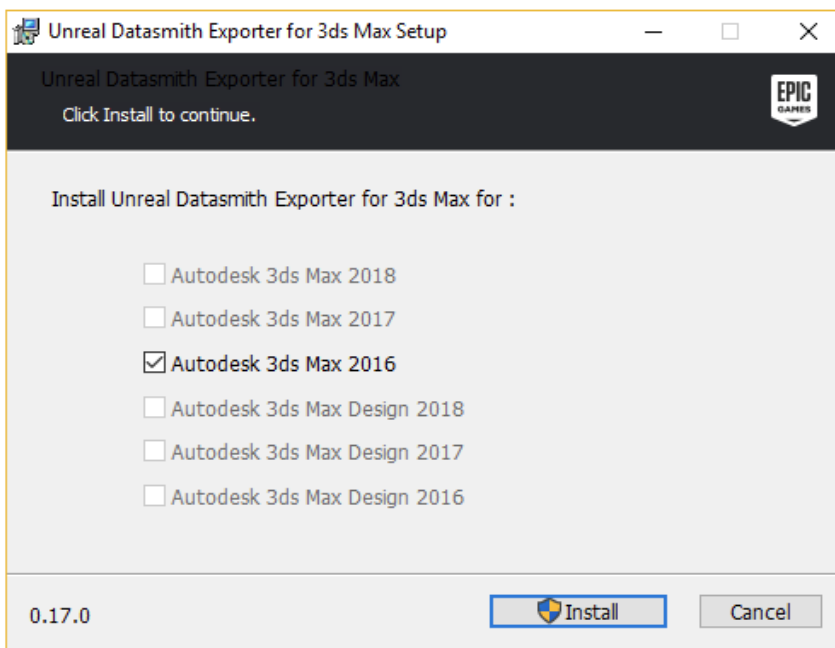 Unreal Datasmith Exporter for 3ds Max Setup
Unreal Datasmith Exporter for 3ds Max
Click Install to continue.
EPIC
GAMES
Install Unreal Datasmith Exporter for 3ds Max for :
Autodesk 3ds Max 2018
Autodesk 3ds Max 2017
Autodesk 3ds Max 2016
Autodesk 3ds Max Design 2018
Autodesk 3ds Max Design 2017
Autodesk 3ds Max Design 2016
0.17.0
Install
Cancel